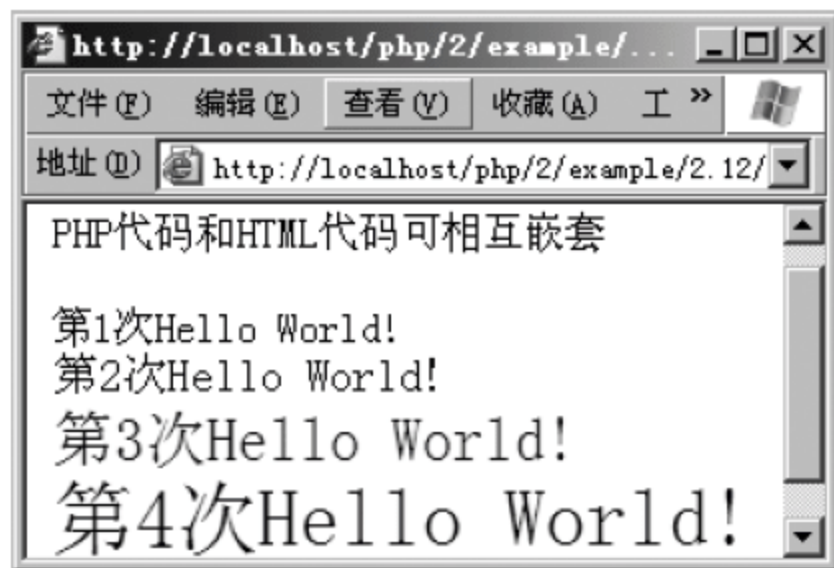 http://localhost/php/2/example/...
文件(F) 编辑(E) 查看(V) 收藏(A) 工 »
地址(D) http://localhost/php/2/example/2.12/
PHP代码和HTML代码可相互嵌套
第1次Hello World!
第2次Hello World!
第3次Hello World!
第4次Hello World!